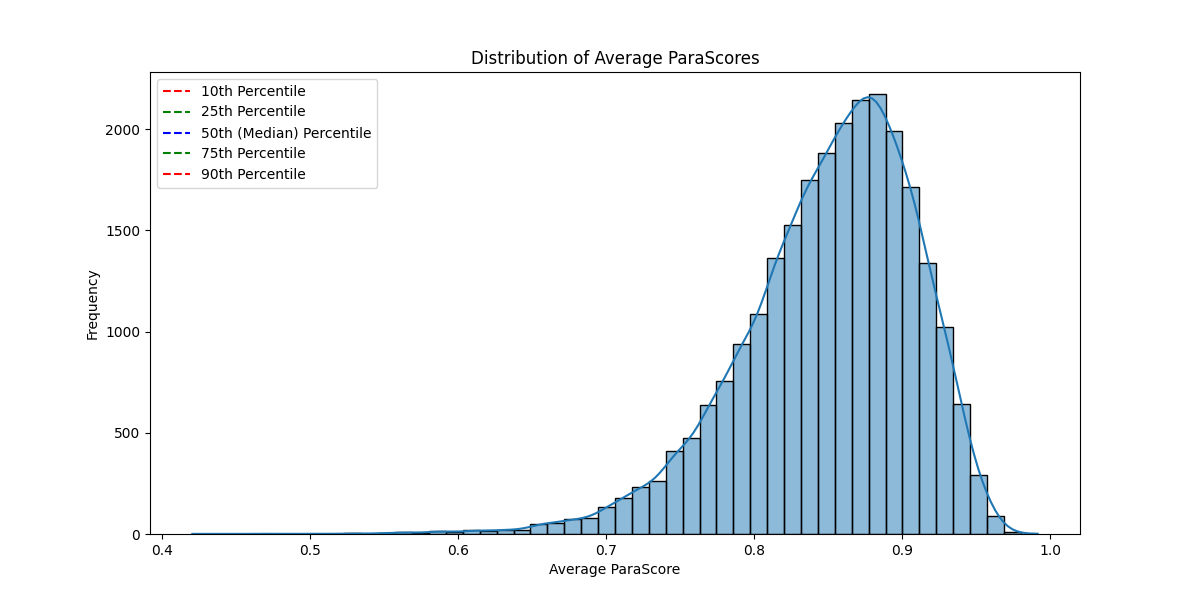 Distribution of Average ParaScores
10th Percentile
25th Percentile
50th (Median) Percentile
75th Percentile
90th Percentile
2000
1500
1000
500
0
Frequency
0.4 0.5 0.6 0.7 0.8 0.9 1.0
Average ParaScore